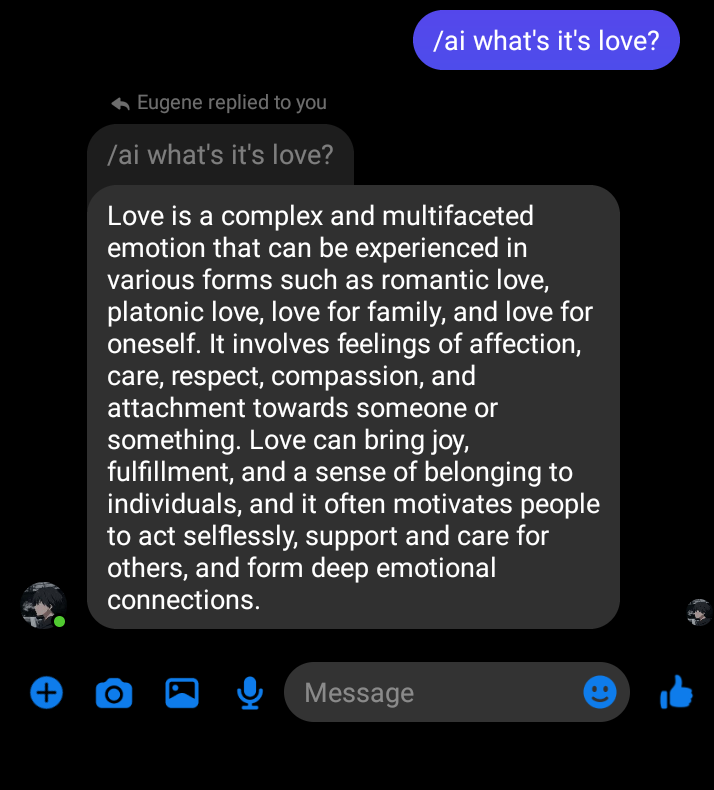 /ai what's it's love?
Eugene replied to you
/ai what's it's love?
Love is a complex and multifaceted
emotion that can be experienced in
various forms such as romantic love,
platonic love, love for family, and love for
oneself. It involves feelings of affection,
care, respect, compassion, and
attachment towards someone or
something. Love can bring joy,
fulfillment, and a sense of belonging to
individuals, and it often motivates people
to act selflessly, support and care for
others, and form deep emotional
connections.
Message